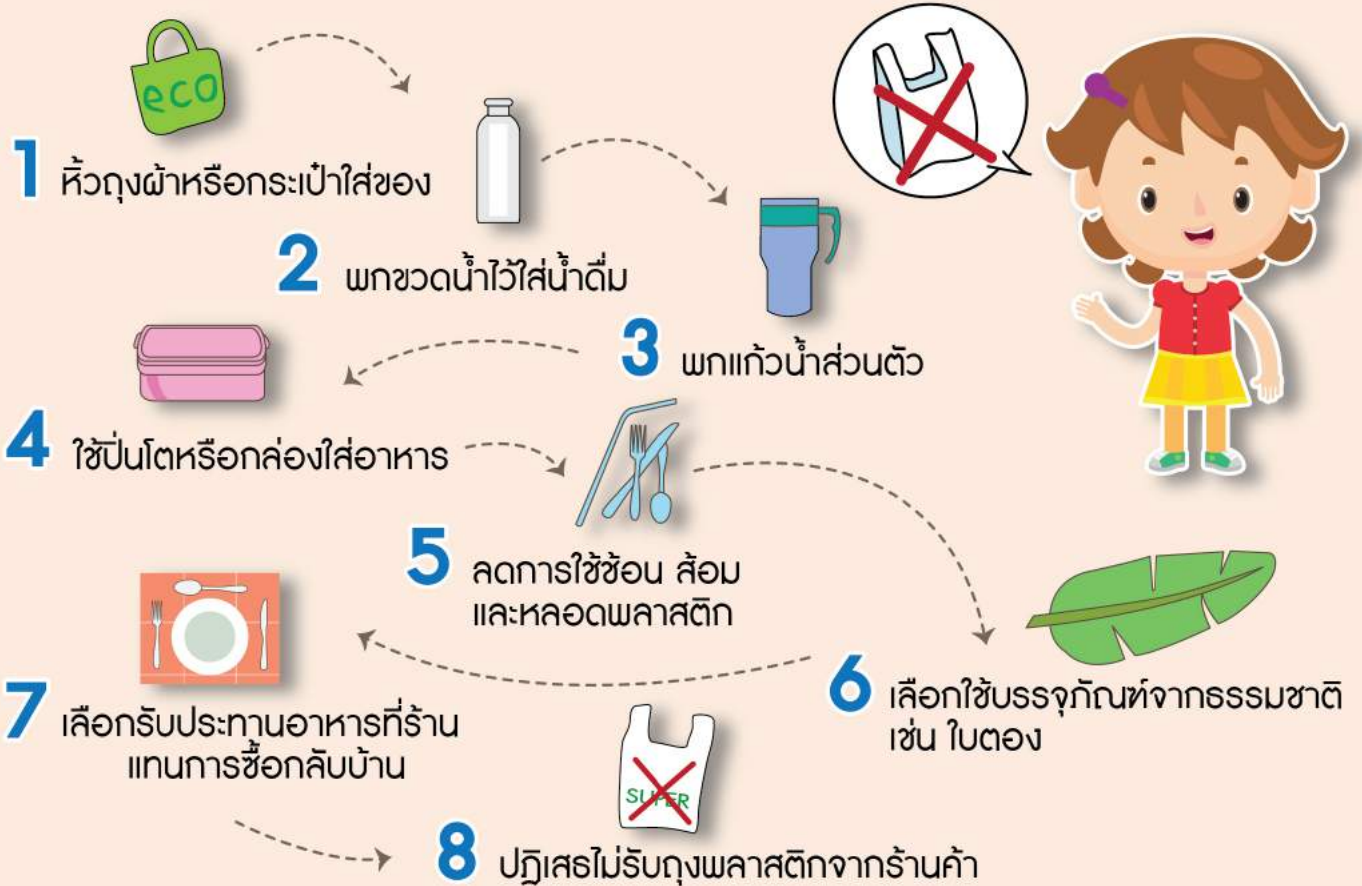 eco
1 หิ้วถุงผ้าหรือกระเป๋าใส่ของ
2 พกขวดน้ำไว้ใส่น้ำดื่ม
3 พกแก้วน้ำส่วนตัว
4 ใช้ปิ่นโตหรือกล่องใส่อาหาร
5 ลดการใช้ช้อน ส้อม
และหลอดพลาสติก
6 เลือกใช้บรรจุภัณฑ์จากธรรมชาติ
เช่น ใบตอง
7 เลือกรับประทานอาหารที่ร้าน
แทนการซื้อกลับบ้าน
SUPER
8 ปฏิเสธไม่รับถุงพลาสติกจากร้านค้า